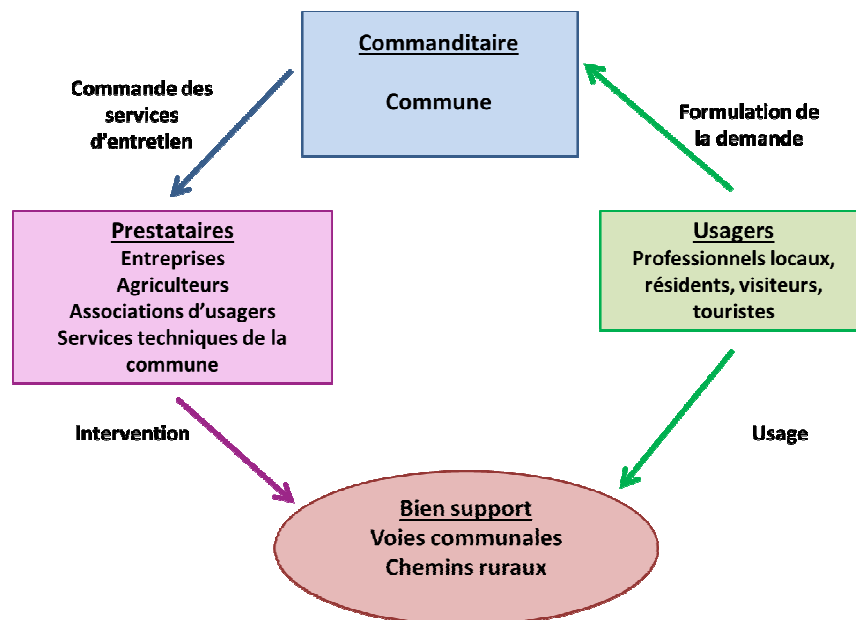 Commanditaire
Commune
Commande des
services
d'entretien
Formulation de
la demande
Prestataires
Entreprises
Agriculteurs
Associations d’usagers
Services techniques de la
commune
Usagers
Professionnels locaux,
résidents, visiteurs,
touristes
Intervention
Usage
Bien support
Voies communales
Chemins ruraux